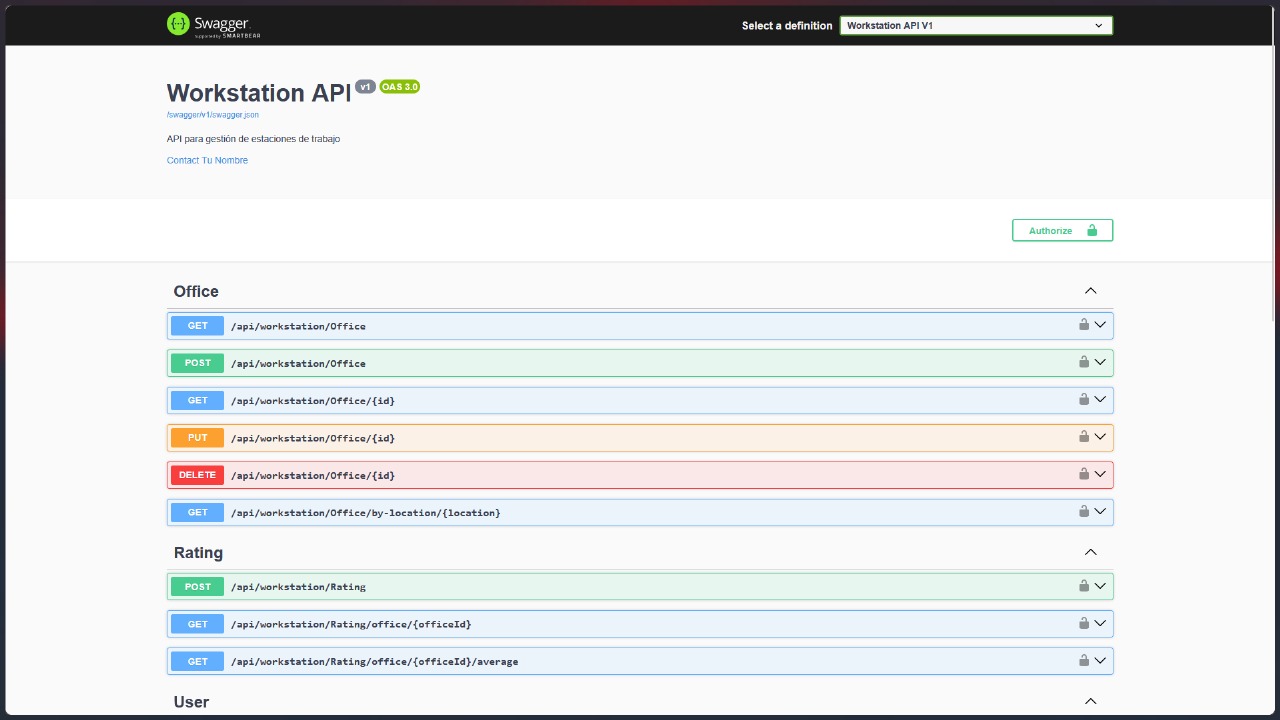 Swagger.
Supported by SMARTBEAR
Select a definition
Workstation API V1
Workstation API v1 OAS 3.0
/swagger/v1/swagger.json
API para gestión de estaciones de trabajo
Contact Tu Nombre
Authorize
Office
GET /api/workstation/Office
POST /api/workstation/Office
GET /api/workstation/Office/{id}
PUT /api/workstation/Office/{id}
DELETE /api/workstation/Office/{id}
GET /api/workstation/Office/by-location/{location}
Rating
POST /api/workstation/Rating
GET /api/workstation/Rating/office/{officeId}
GET /api/workstation/Rating/office/{officeId}/average
User